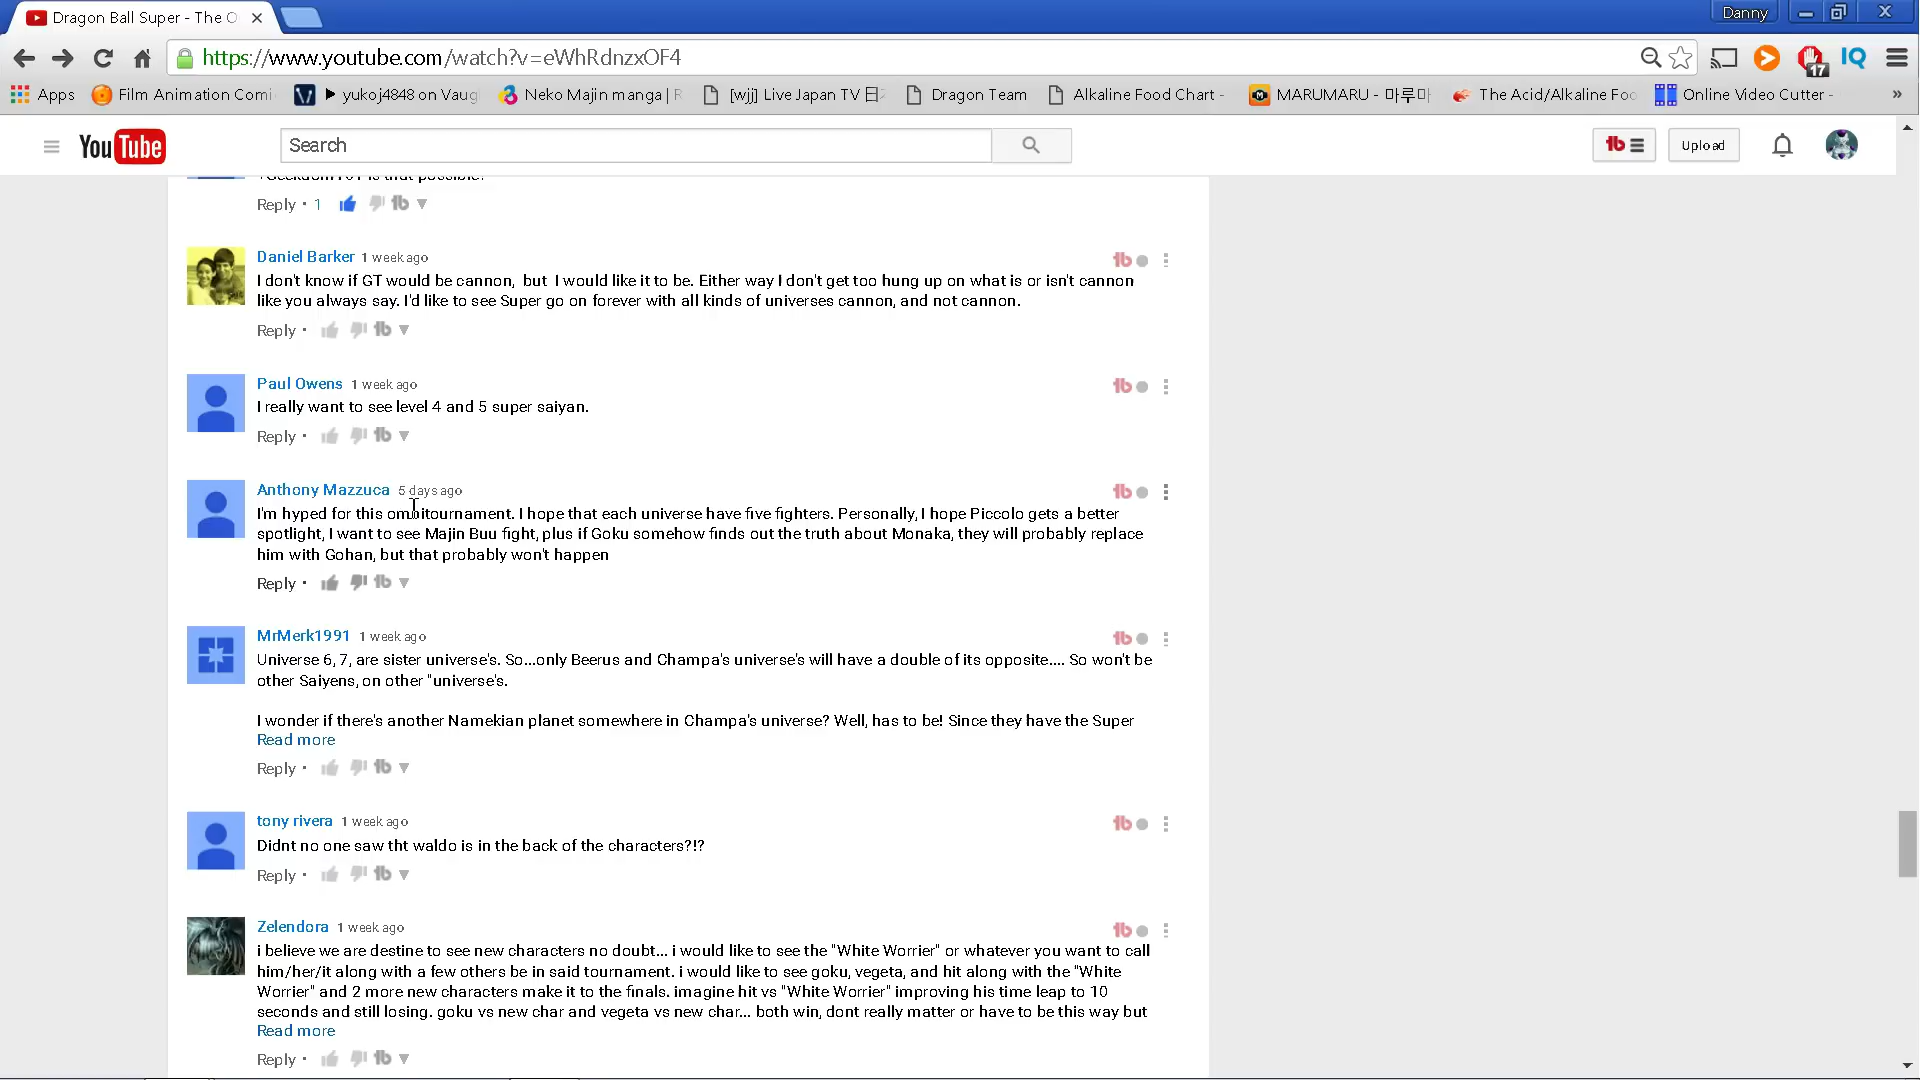 Dragon Ball Super - The O
Danny
https://www.youtube.com/watch?v=eWhRdnzxOF4
17
IQ
Apps
Film Animation Comi
yukoj4848 on Vaug
Neko Majin manga | R
[wjj] Live Japan TV 日
Dragon Team
Alkaline Food Chart -
MARUMARU - 마루마
The Acid/Alkaline Foo
Online Video Cutter -
»
YouTube
Search
Upload
Reply • 1
Daniel Barker 1 week ago
I don't know if GT would be cannon, but I would like it to be. Either way I don't get too hung up on what is or isn't cannon
like you always say. I'd like to see Super go on forever with all kinds of universes cannon, and not cannon.
Reply •
Paul Owens 1 week ago
I really want to see level 4 and 5 super saiyan.
Reply •
Anthony Mazzuca 5 days ago
I'm hyped for this omnitournament. I hope that each universe have five fighters. Personally, I hope Piccolo gets a better
spotlight, I want to see Majin Buu fight, plus if Goku somehow finds out the truth about Monaka, they will probably replace
him with Gohan, but that probably won't happen
Reply •
MrMerk1991 1 week ago
Universe 6, 7, are sister universe's. So...only Beerus and Champa's universe's will have a double of its opposite.... So won't be
other Saiyens, on other "universe's.
I wonder if there's another Namekian planet somewhere in Champa's universe? Well, has to be! Since they have the Super
Read more
Reply •
tony rivera 1 week ago
Didnt no one saw tht waldo is in the back of the characters?!?
Reply •
Zelendora 1 week ago
i believe we are destine to see new characters no doubt... i would like to see the "White Worrier" or whatever you want to call
him/her/it along with a few others be in said tournament. i would like to see goku, vegeta, and hit along with the "White
Worrier" and 2 more new characters make it to the finals. imagine hit vs "White Worrier" improving his time leap to 10
seconds and still losing. goku vs new char and vegeta vs new char... both win, dont really matter or have to be this way but
Read more
Reply •